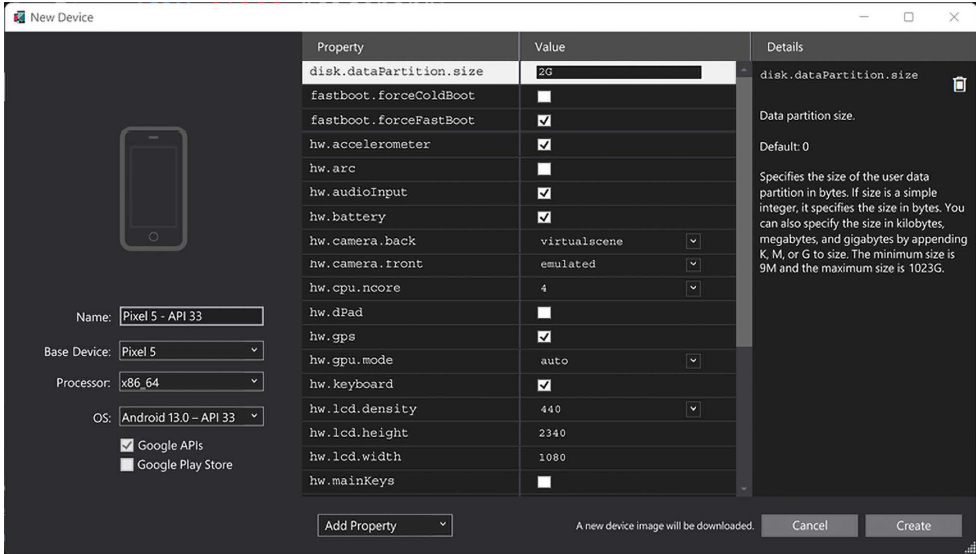 New Device
Property Value Details
disk.dataPartition.size 2G
fastboot.forceColdBoot
fastboot.forceFastBoot
hw.accelerometer
hw.arc
hw.audioInput
hw.battery
hw.camera.back virtualscene
hw.camera.front emulated
hw.cpu.ncore 4
hw.dPad
hw.gps
hw.gpu.mode auto
hw.keyboard
hw.lcd.density 440
hw.lcd.height 2340
hw.lcd.width 1080
hw.mainKeys
disk.dataPartition.size
Data partition size.
Default: 0
Specifies the size of the user data
partition in bytes. If size is a simple
integer, it specifies the size in bytes. You
can also specify the size in kilobytes,
megabytes, and gigabytes by appending
K, M, or G to size. The minimum size is
9M and the maximum size is 1023G.
Name: Pixel 5 - API 33
Base Device: Pixel 5
Processor: x86_64
OS: Android 13.0 – API 33
Google APIs
Google Play Store
Add Property
A new device image will be downloaded.
Cancel
Create